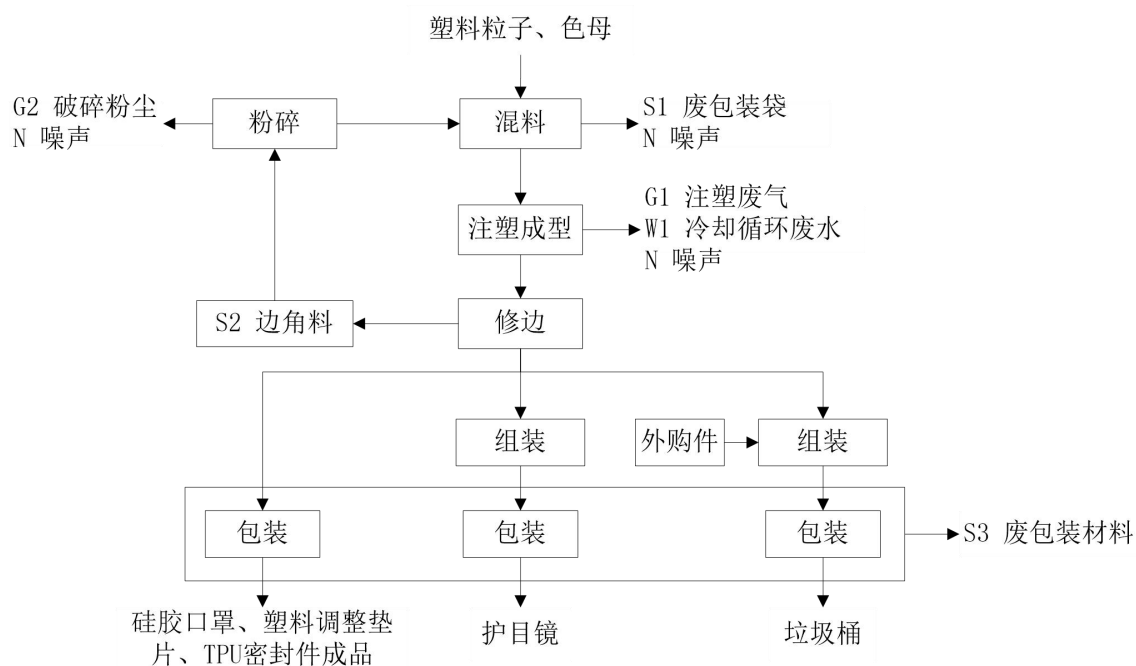 塑料粒子、色母
G2 破碎粉尘
N 噪声
粉碎
混料
S1 废包装袋
N 噪声
注塑成型
G1 注塑废气
W1 冷却循环废水
N 噪声
S2 边角料
修边
组装
外购件
组装
包装
包装
包装
S3 废包装材料
硅胶口罩、塑料调整垫
片、TPU密封件成品
护目镜
垃圾桶